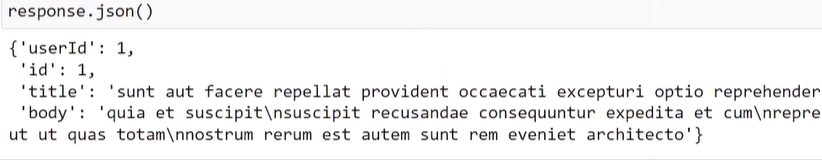 response.json()
{'userId': 1,
'id': 1,
'title': 'sunt aut facere repellat provident occaecati excepturi optio reprehender
'body': 'quia et suscipit\nsuscipit recusandae consequuntur expedita et cum\nrepre
ut ut quas totam\nnostrum rerum est autem sunt rem eveniet architecto'}